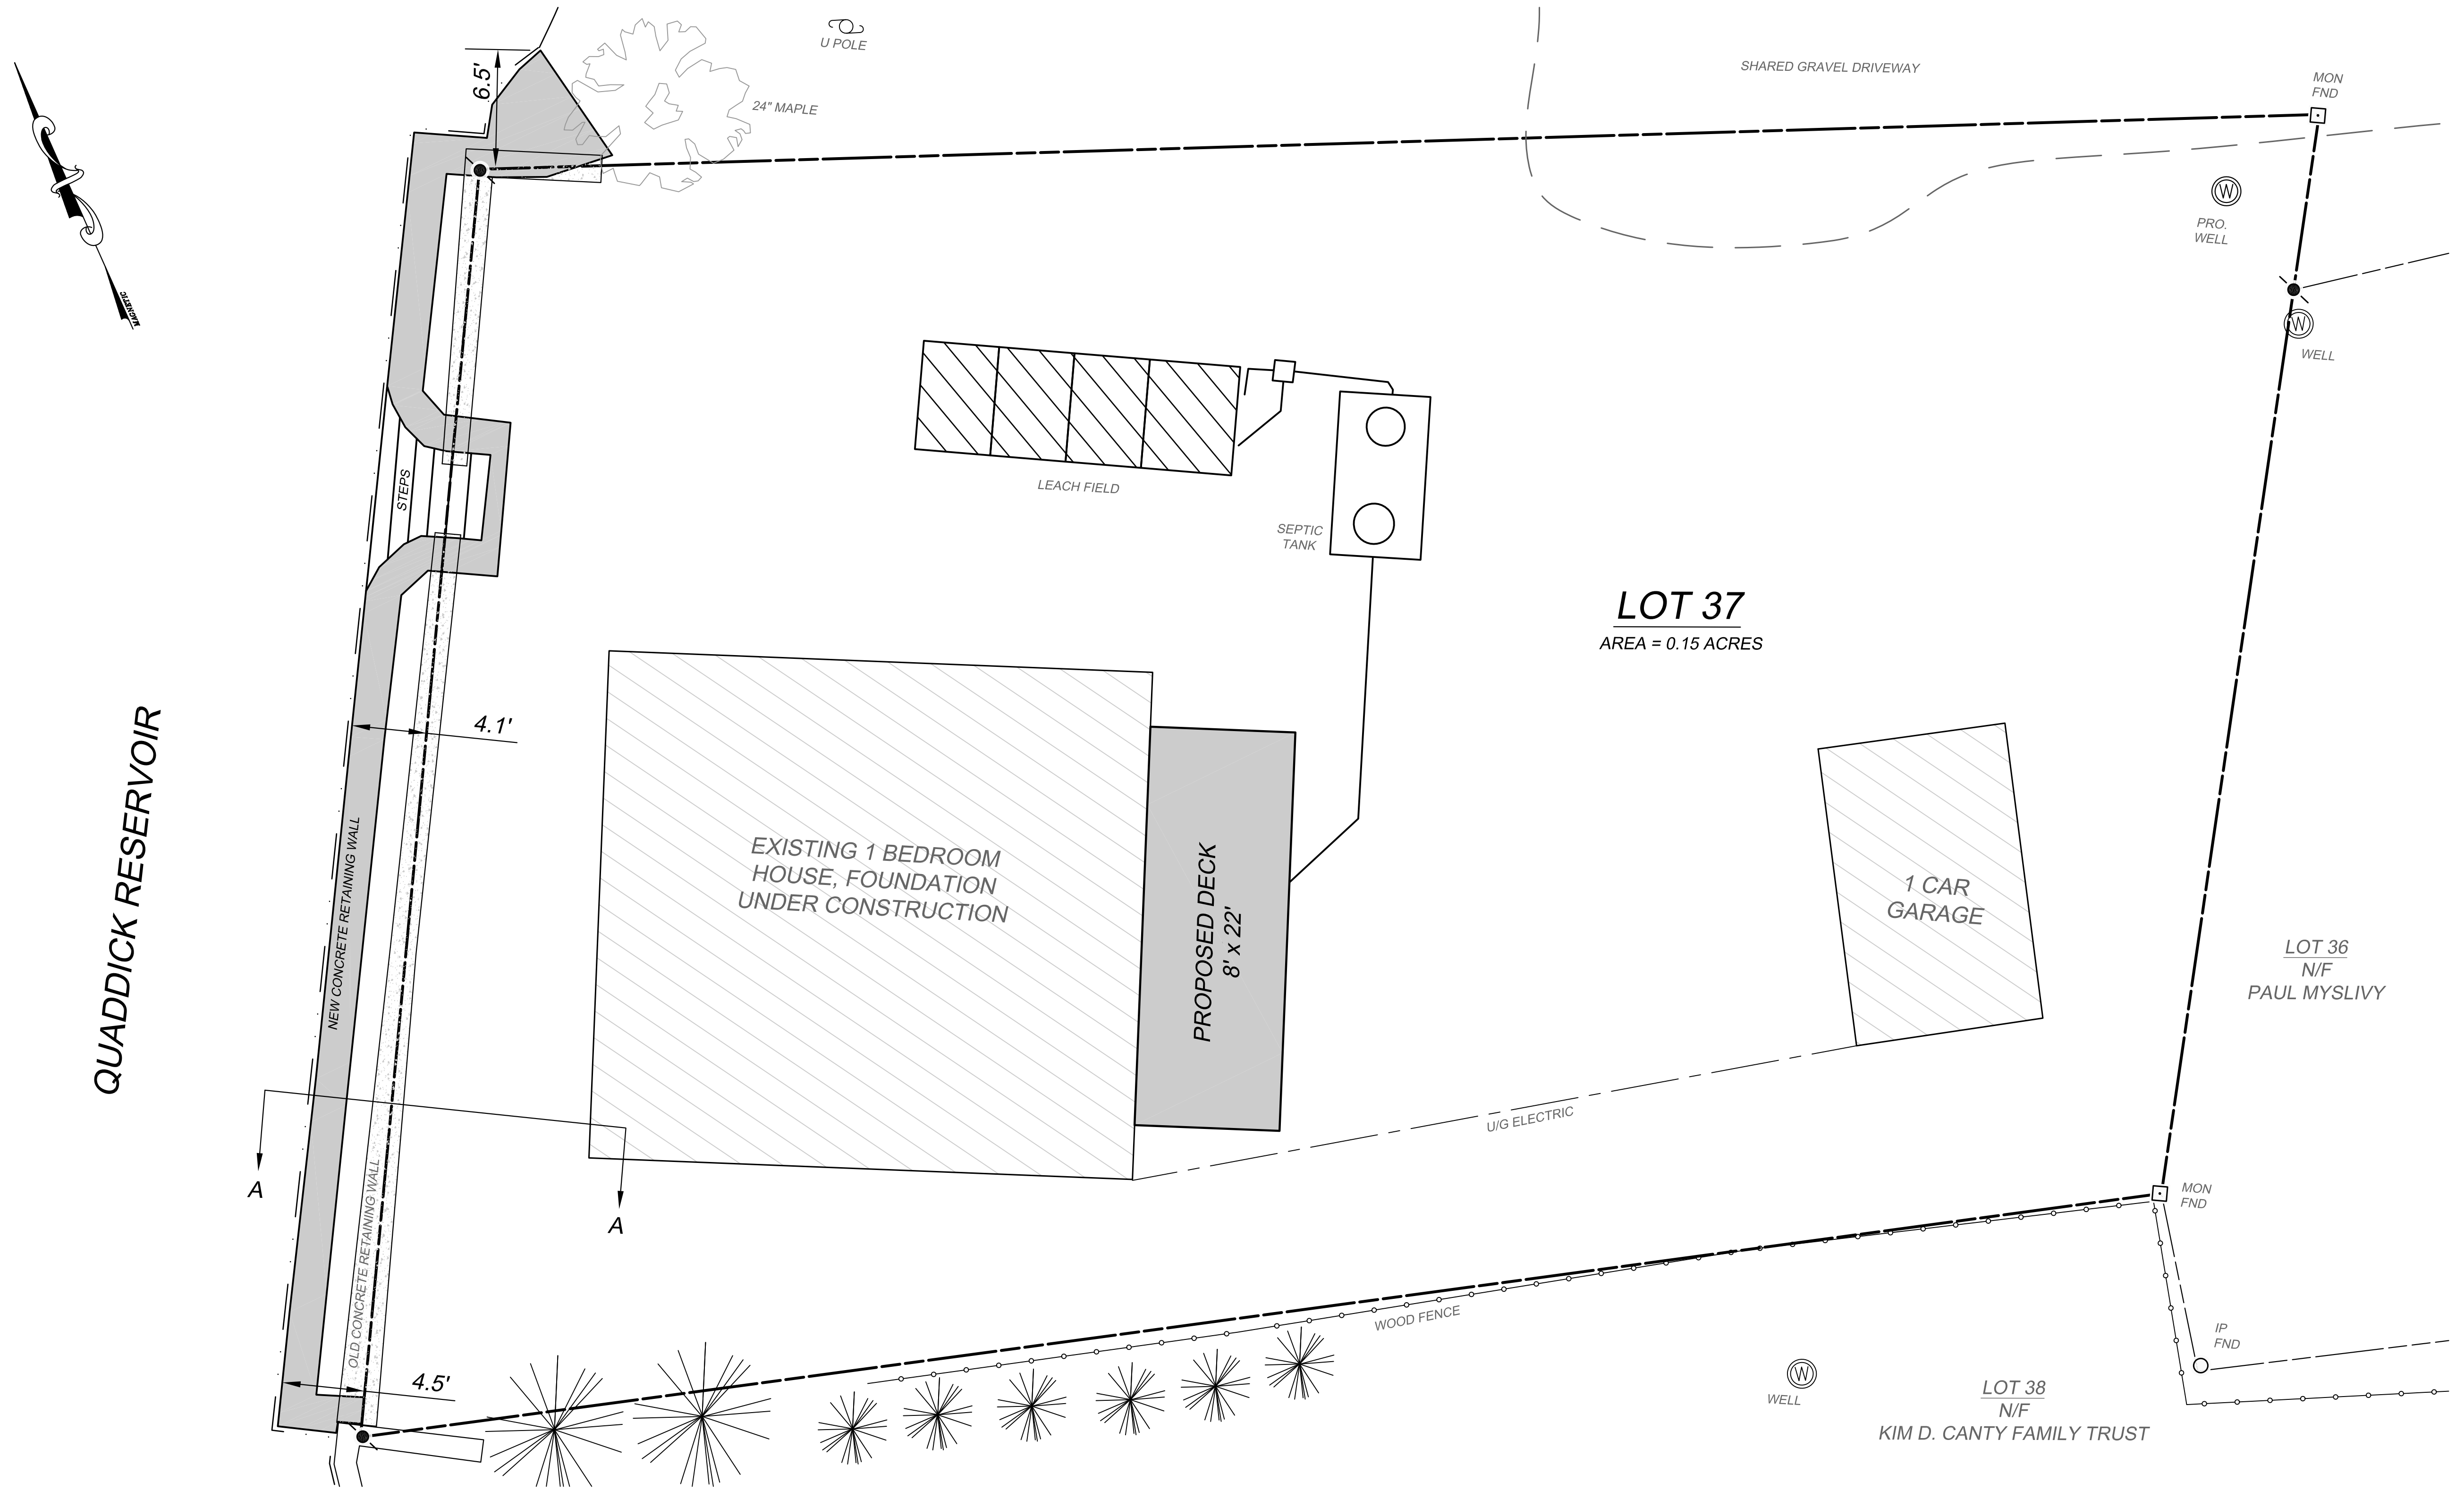 U POLE
6.5'
24" MAPLE
SHARED GRAVEL DRIVEWAY
MON
FND
W
PRO.
WELL
MAGNETIC
W
WELL
STEPS
LEACH FIELD
SEPTIC
TANK
LOT 37
AREA = 0.15 ACRES
4.1'
QUADDICK RESERVOIR
NEW CONCRETE RETAINING WALL
EXISTING 1 BEDROOM
HOUSE, FOUNDATION
UNDER CONSTRUCTION
PROPOSED DECK
8' x 22'
1 CAR
GARAGE
LOT 36
N/F
PAUL MYSLIVY
U/G ELECTRIC
A
A
OLD CONCRETE RETAINING WALL
MON
FND
WOOD FENCE
IP
FND
4.5'
W
WELL
LOT 38
N/F
KIM D. CANTY FAMILY TRUST